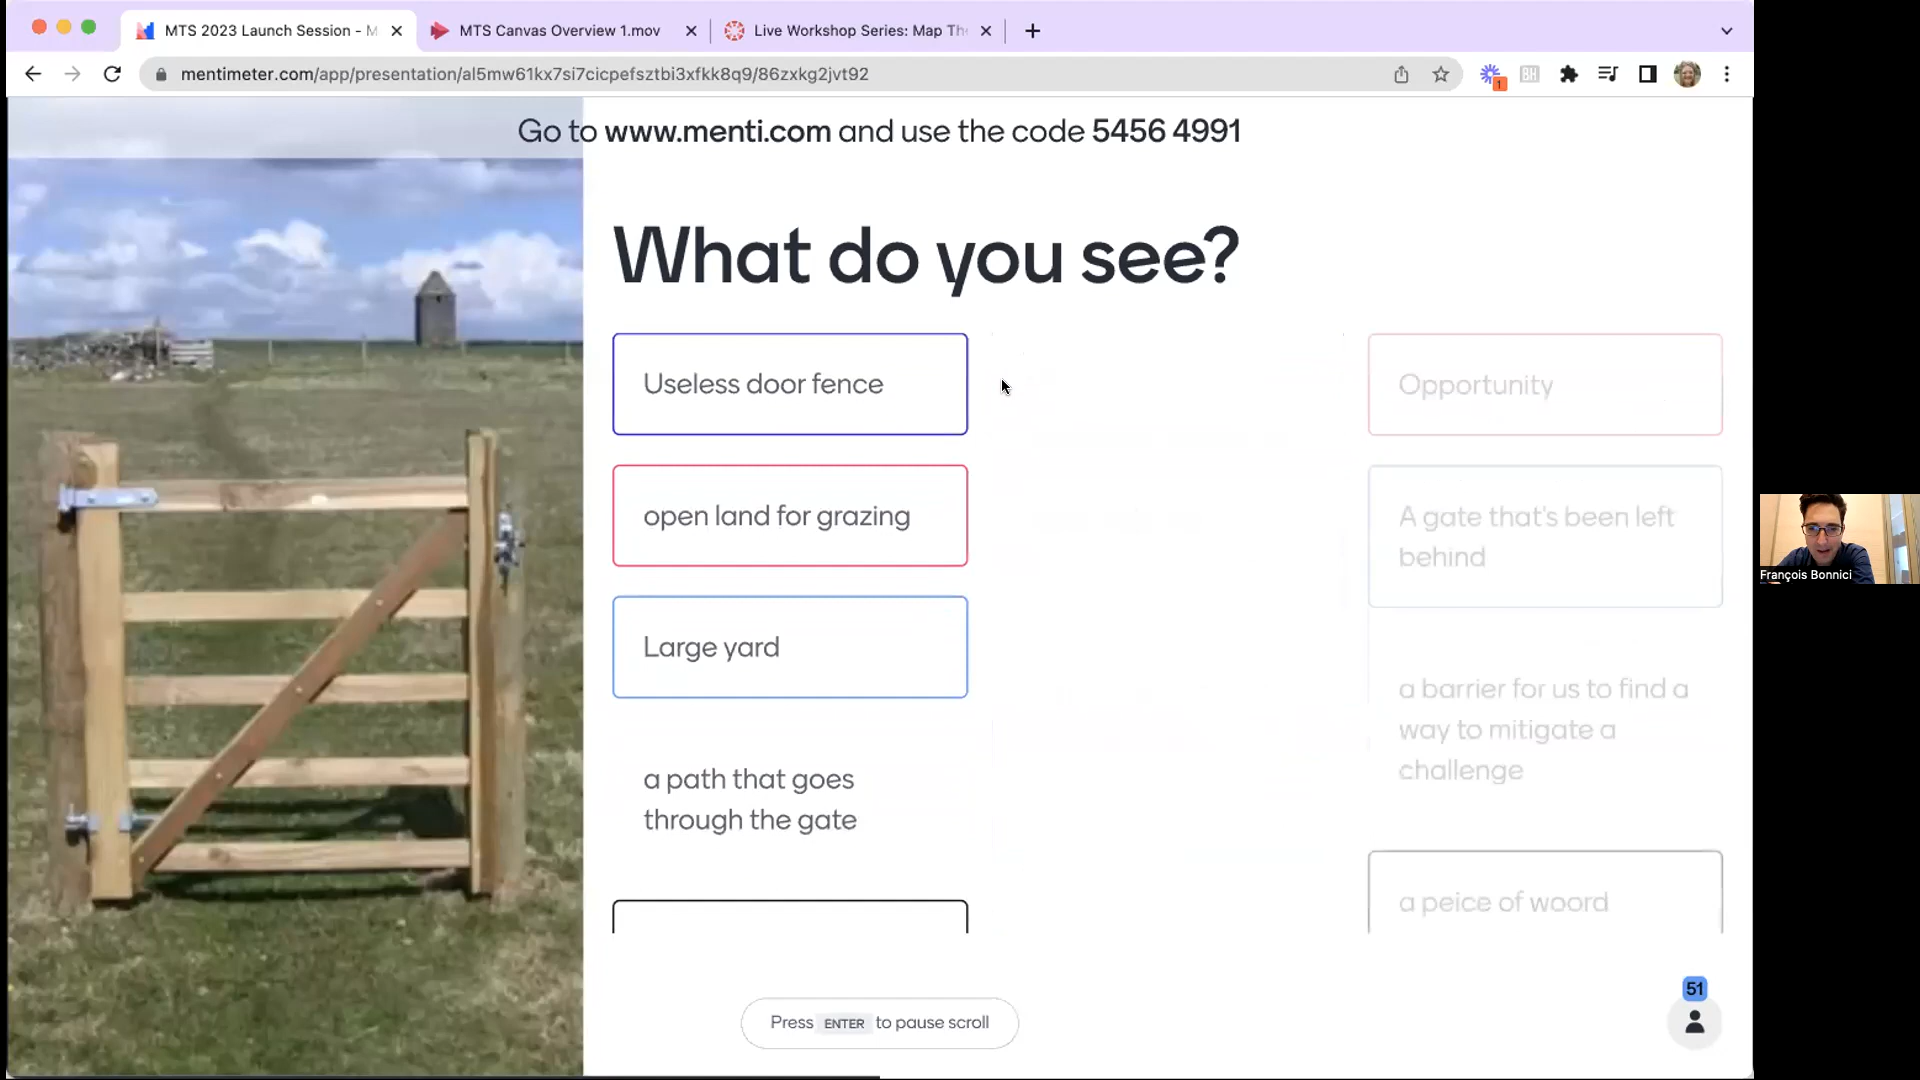 MTS 2023 Launch Session - M
MTS Canvas Overview 1.mov
Live Workshop Series: Map Th
mentimeter.com/app/presentation/al5mw61kx7si7cicpefsztbi3xfkk8q9/86zxkg2jvt92
1
BH
Go to www.menti.com and use the code 5456 4991
What do you see?
Useless door fence
open land for grazing
Large yard
a path that goes
through the gate
Opportunity
A gate that's been left
behind
a barrier for us to find a
way to mitigate a
challenge
a peice of woord
Press ENTER to pause scroll
51
François Bonnici